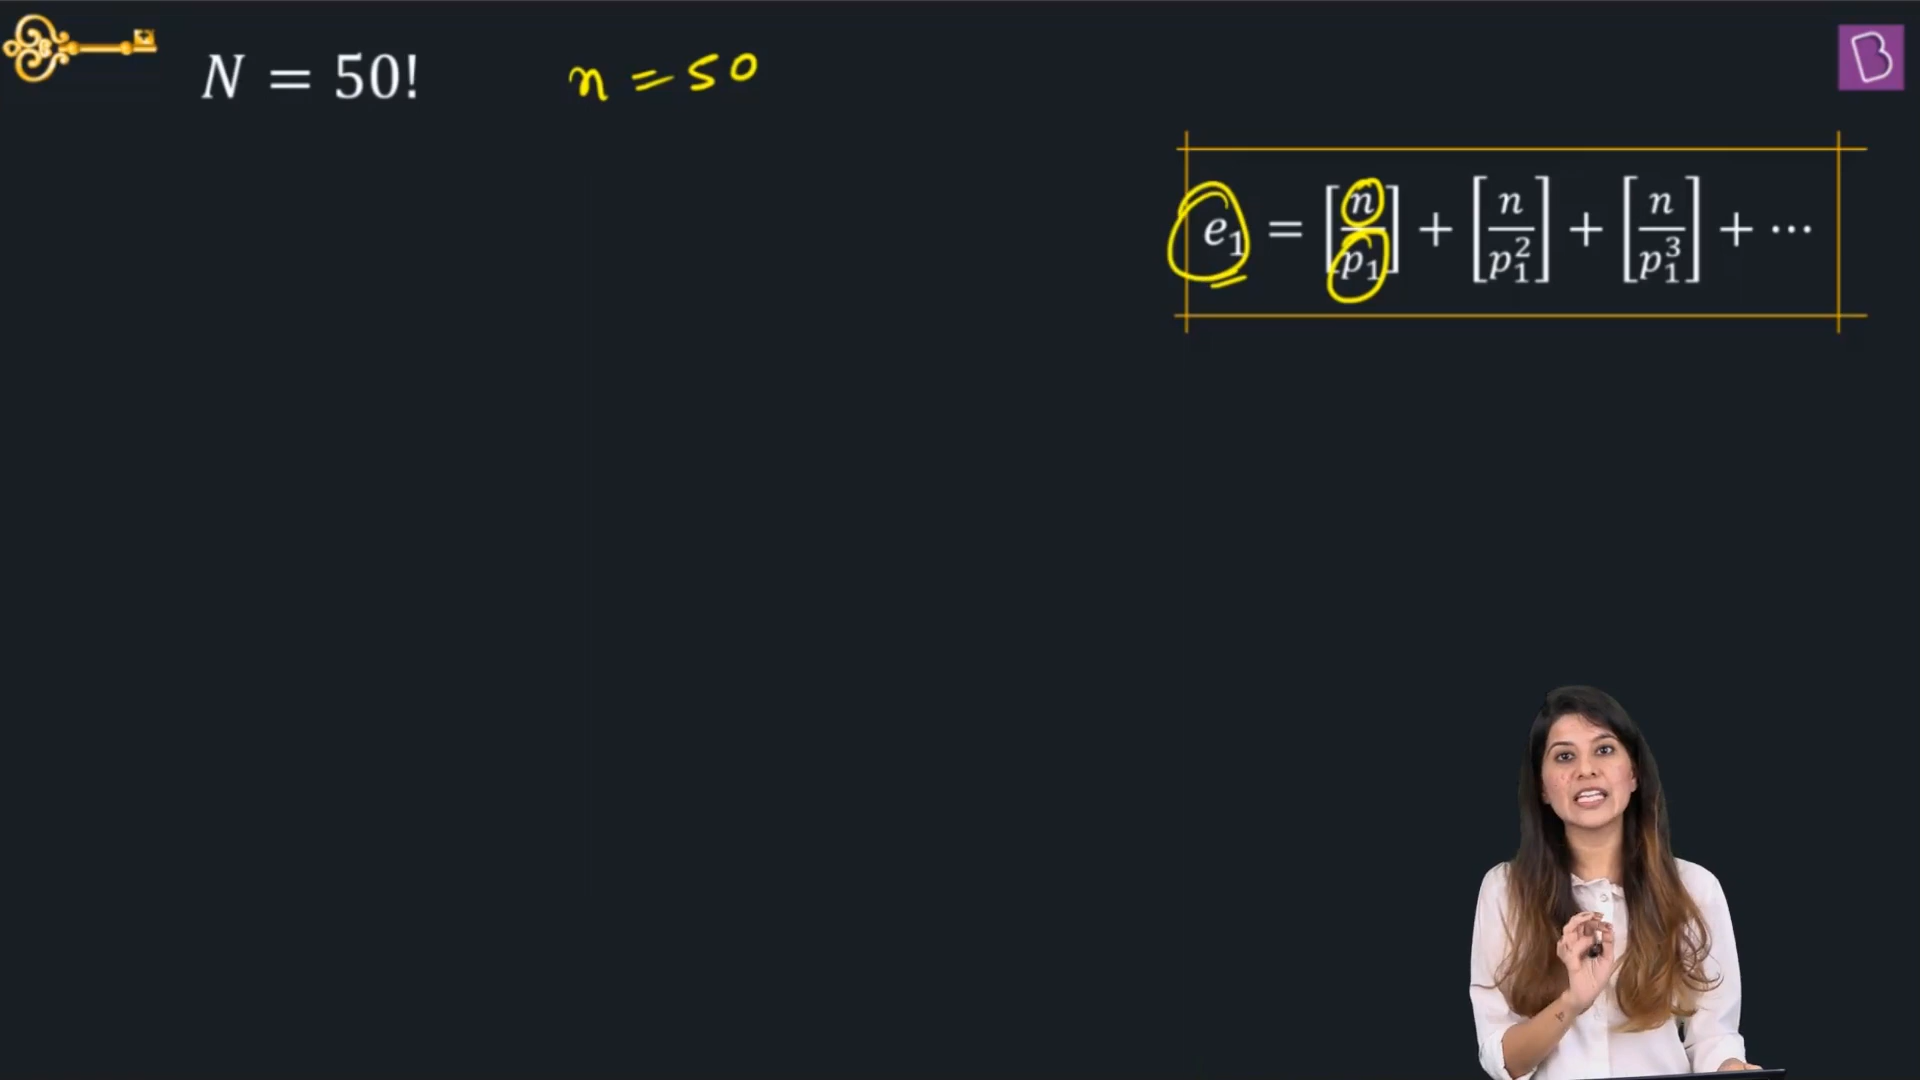 N = 50! n = 50
B
e₁ = [n/p₁] + [n/p₁²] + [n/p₁³] + ⋯